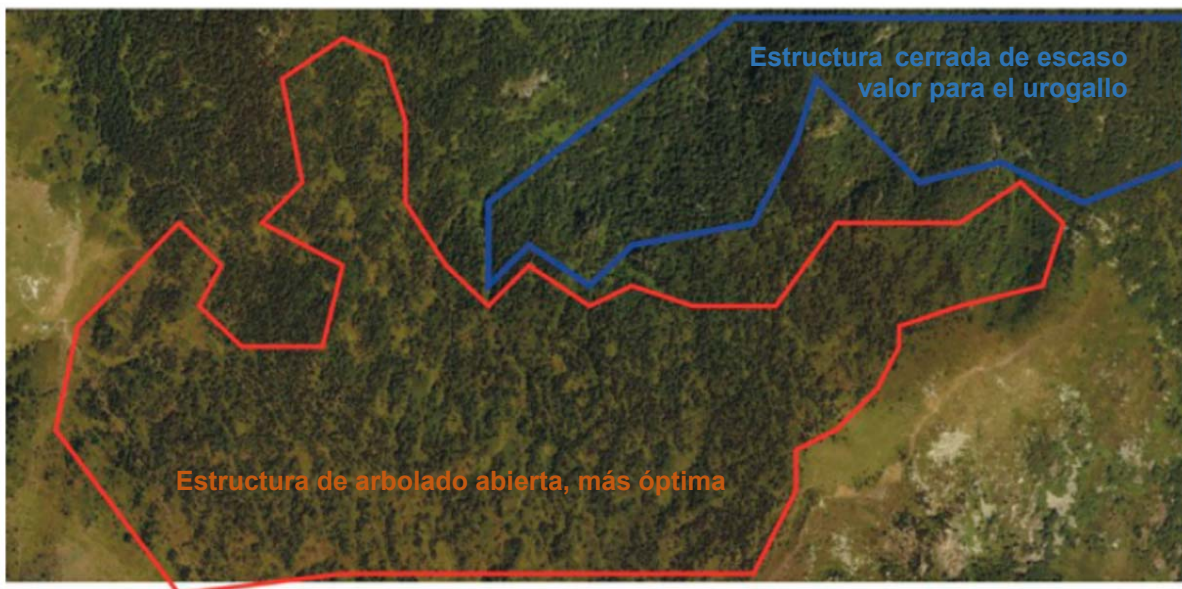 Estructura cerrada de escaso
valor para el urogallo
Estructura de arbolado abierta, más óptima